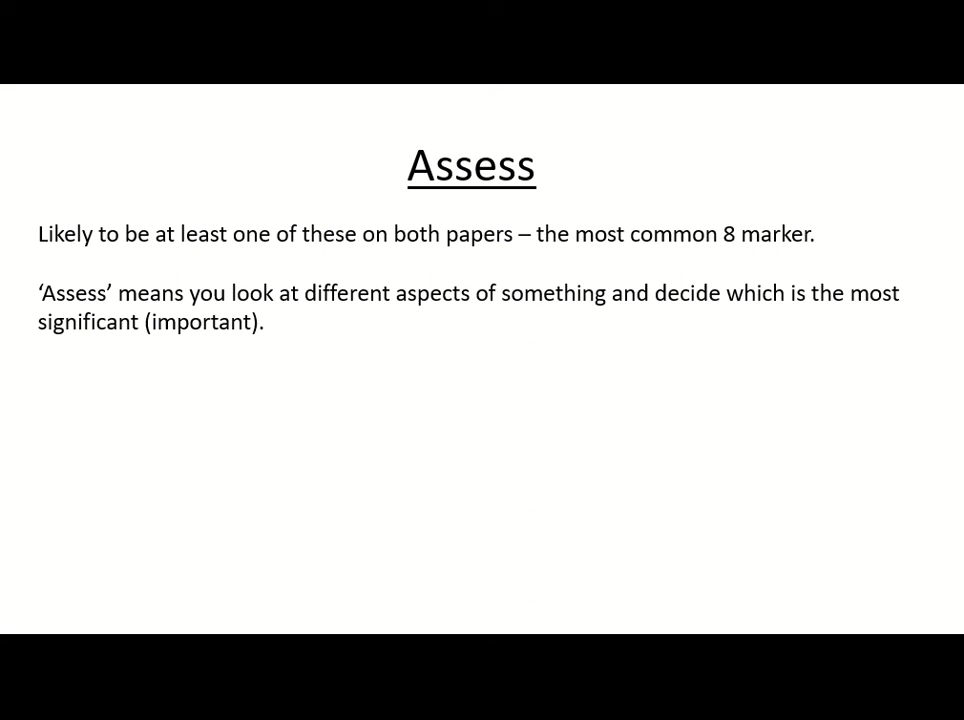 Assess
Likely to be at least one of these on both papers – the most common 8 marker.
‘Assess’ means you look at different aspects of something and decide which is the most
significant (important).